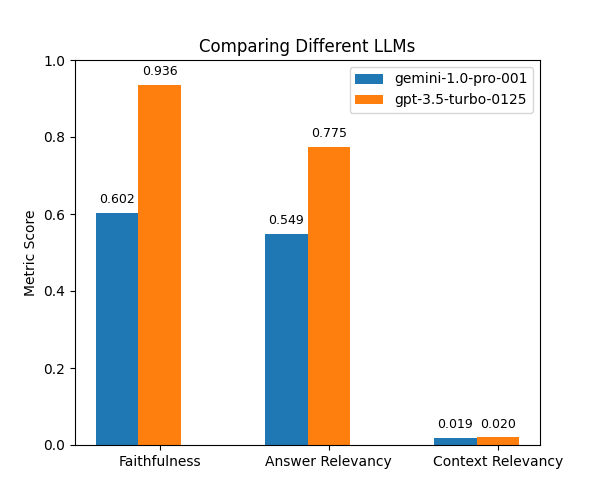 Comparing Different LLMs
gemini-1.0-pro-001
gpt-3.5-turbo-0125
Metric Score
1.0
0.8
0.6
0.4
0.2
0.0
0.602
0.936
0.549
0.775
0.019
0.020
Faithfulness
Answer Relevancy
Context Relevancy